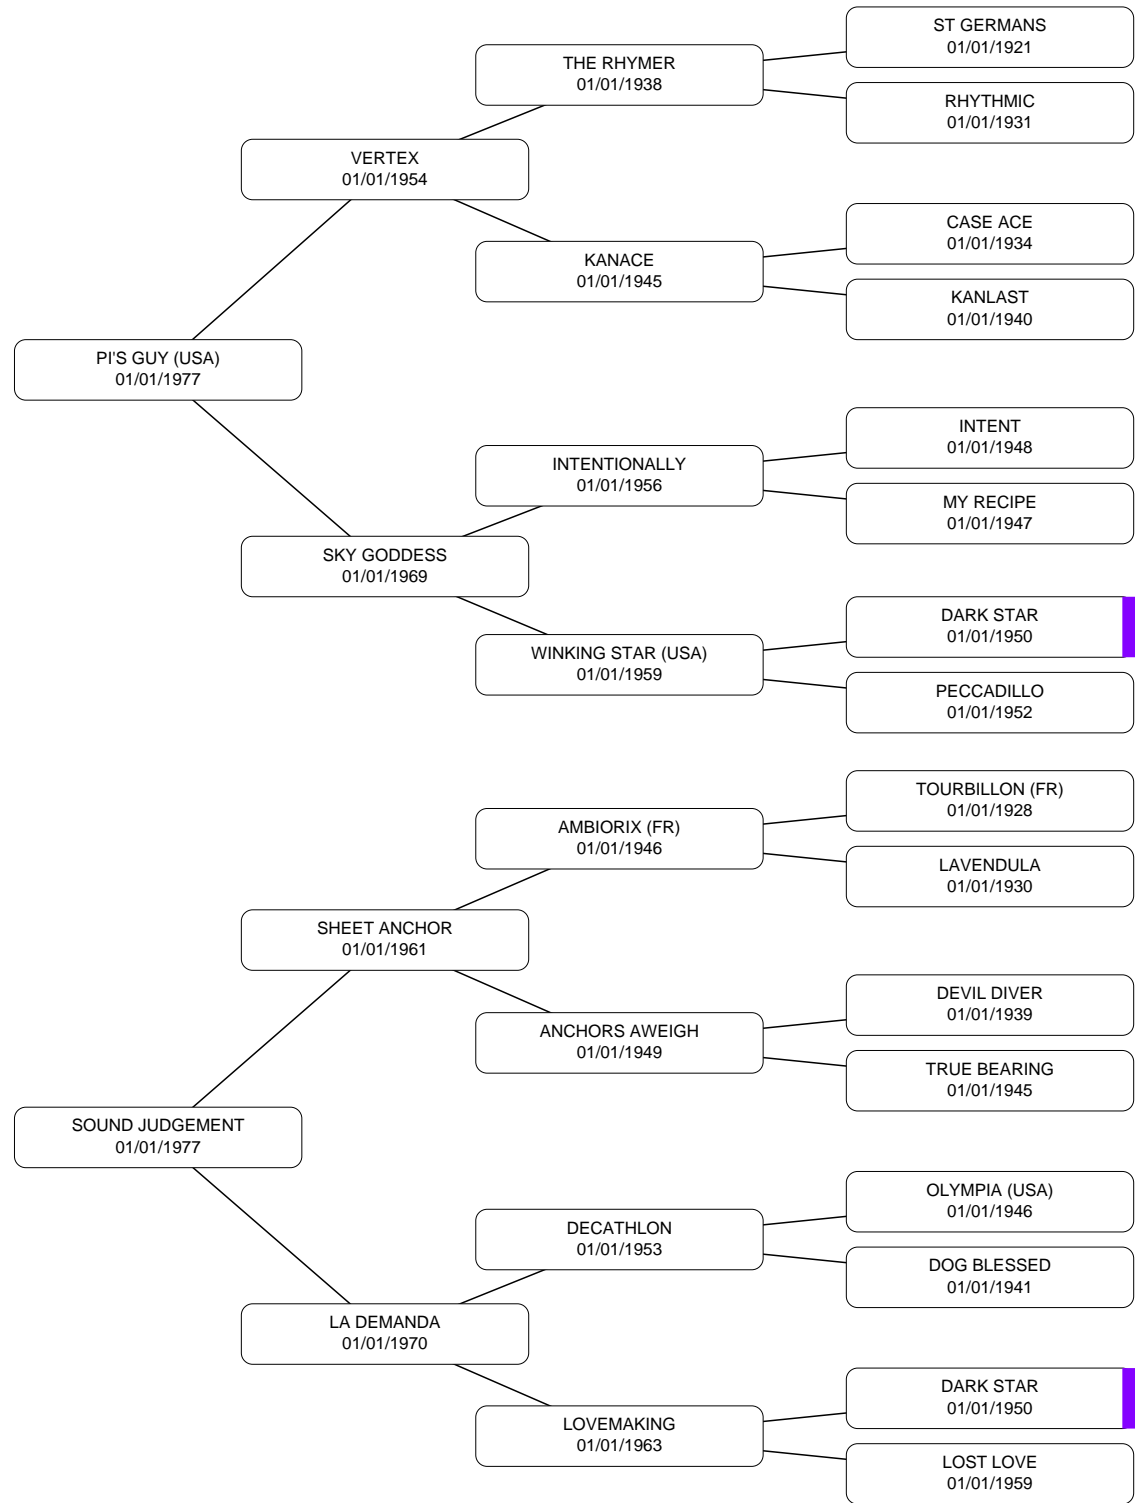 ST GERMANS
01/01/1921
THE RHYMER
01/01/1938
RHYTHMIC
01/01/1931
VERTEX
01/01/1954
CASE ACE
01/01/1934
KANACE
01/01/1945
KANLAST
01/01/1940
PI'S GUY (USA)
01/01/1977
INTENT
01/01/1948
INTENTIONALLY
01/01/1956
MY RECIPE
01/01/1947
SKY GODDESS
01/01/1969
DARK STAR
01/01/1950
WINKING STAR (USA)
01/01/1959
PECCADILLO
01/01/1952
TOURBILLON (FR)
01/01/1928
AMBIORIX (FR)
01/01/1946
LAVENDULA
01/01/1930
SHEET ANCHOR
01/01/1961
DEVIL DIVER
01/01/1939
ANCHORS AWEIGH
01/01/1949
TRUE BEARING
01/01/1945
SOUND JUDGEMENT
01/01/1977
OLYMPIA (USA)
01/01/1946
DECATHLON
01/01/1953
DOG BLESSED
01/01/1941
LA DEMANDA
01/01/1970
DARK STAR
01/01/1950
LOVEMAKING
01/01/1963
LOST LOVE
01/01/1959